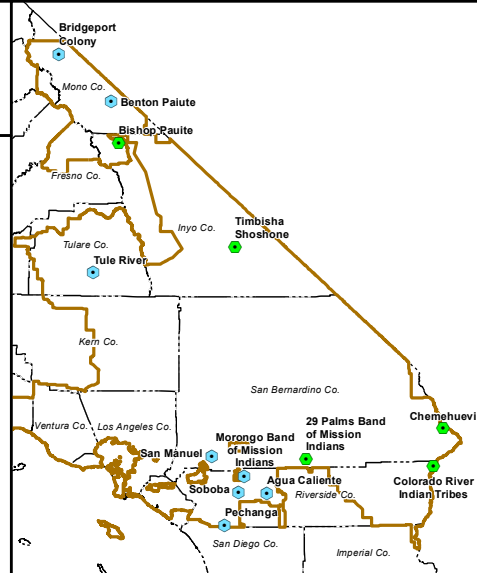 Bridgeport
Colony
Mono Co.
Benton Paiute
Bishop Pauite
Fresno Co.
Inyo Co.
Timbisha
Shoshone
Tulare Co.
Tule River
Kern Co.
San Bernardino Co.
Ventura Co.
Los Angeles Co.
San Manuel
Morongo Band
of Mission
Indians
29 Palms Band
of Mission
Indians
Chemehuevi
Soboba
Agua Caliente
Riverside Co.
Colorado River
Indian Tribes
Pechanga
San Diego Co.
Imperial Co.